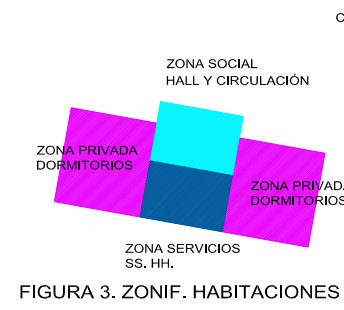 C
ZONA SOCIAL
HALL Y CIRCULACIÓN
ZONA PRIVADA
DORMITORIOS
ZONA PRIVADA
DORMITORIOS
ZONA SERVICIOS
SS. HH.
FIGURA 3. ZONIF. HABITACIONES